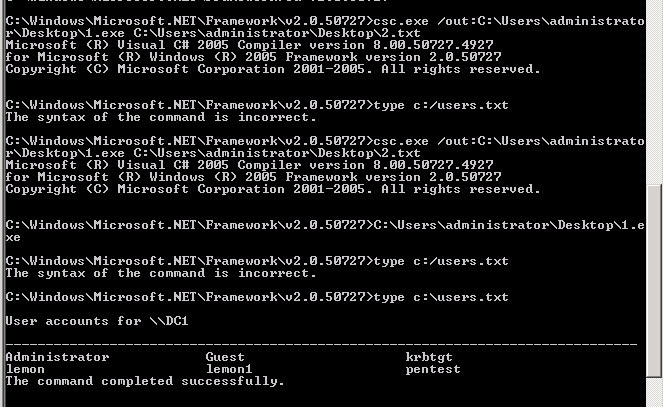 C:\Windows\Microsoft.NET\Framework\v2.0.50727>csc.exe /out:C:\Users\administrato
r\Desktop\1.exe C:\Users\administrator\Desktop\2.txt
Microsoft (R) Visual C# 2005 Compiler version 8.00.50727.4927
for Microsoft (R) Windows (R) 2005 Framework version 2.0.50727
Copyright (C) Microsoft Corporation 2001-2005. All rights reserved.
C:\Windows\Microsoft.NET\Framework\v2.0.50727>type c:/users.txt
The syntax of the command is incorrect.
C:\Windows\Microsoft.NET\Framework\v2.0.50727>csc.exe /out:C:\Users\administrato
r\Desktop\1.exe C:\Users\administrator\Desktop\2.txt
Microsoft (R) Visual C# 2005 Compiler version 8.00.50727.4927
for Microsoft (R) Windows (R) 2005 Framework version 2.0.50727
Copyright (C) Microsoft Corporation 2001-2005. All rights reserved.
C:\Windows\Microsoft.NET\Framework\v2.0.50727>C:\Users\administrator\Desktop\1.e
xe
C:\Windows\Microsoft.NET\Framework\v2.0.50727>type c:/users.txt
The syntax of the command is incorrect.
C:\Windows\Microsoft.NET\Framework\v2.0.50727>type c:\users.txt
User accounts for \\DC1
-------------------------------------------------------------------------------
Administrator            Guest                    krbtgt
lemon                    lemon1                   pentest
The command completed successfully.